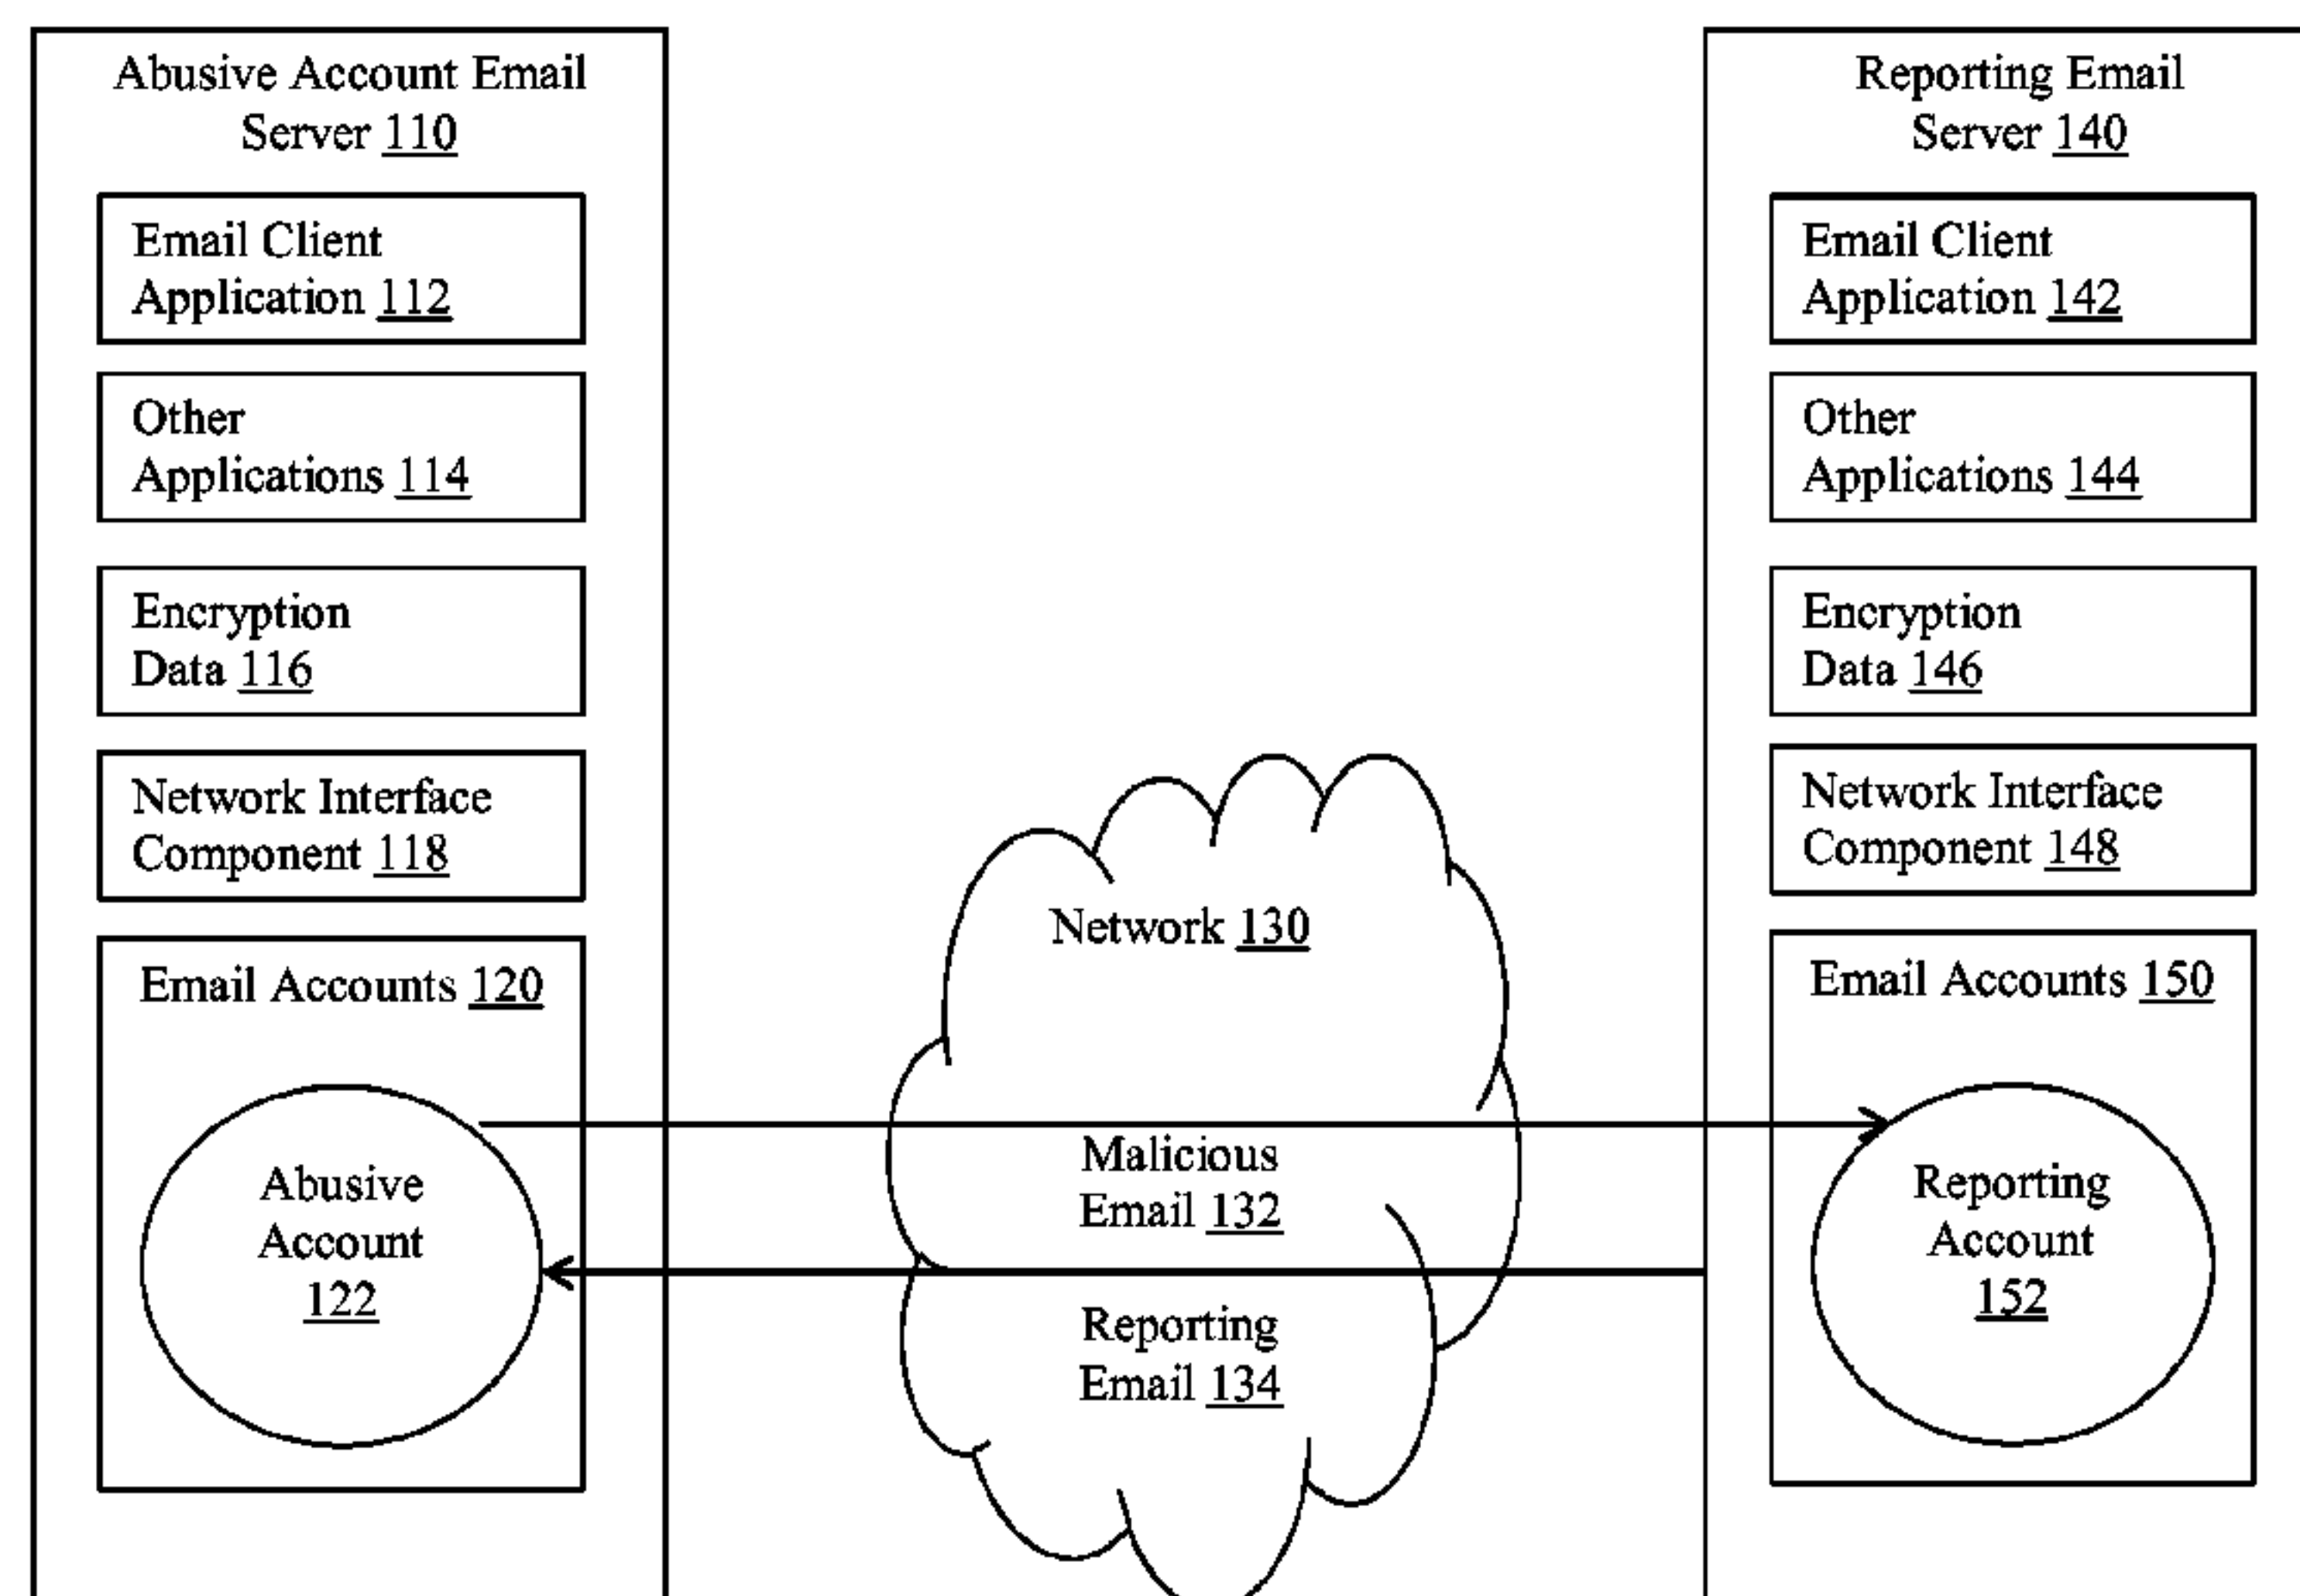 Abusive Account Email
Server 110
Email Client
Application 112
Other
Applications 114
Encryption
Data 116
Network Interface
Component 118
Email Accounts 120
Abusive
Account
122
Network 130
Malicious
Email 132
Reporting
Email 134
Reporting Email
Server 140
Email Client
Application 142
Other
Applications 144
Encryption
Data 146
Network Interface
Component 148
Email Accounts 150
Reporting
Account
152